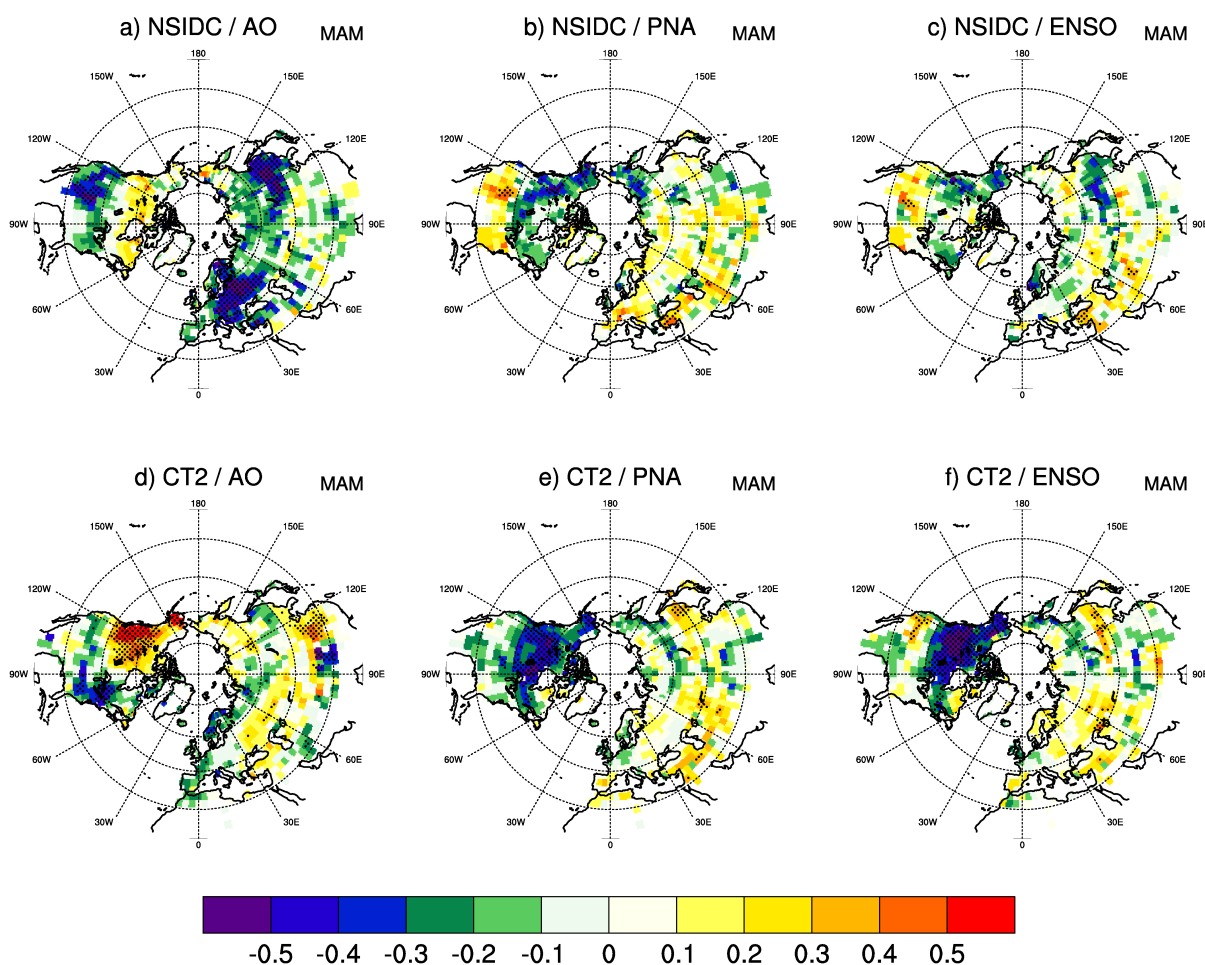 a) NSIDC / AO MAM
b) NSIDC / PNA MAM
c) NSIDC / ENSO MAM
180
150W 150E
120W 120E
90W 90E
60W 60E
30W 30E
0
180
150W 150E
120W 120E
90W 90E
60W 60E
30W 30E
0
180
150W 150E
120W 120E
90W 90E
60W 60E
30W 30E
0
d) CT2 / AO MAM
e) CT2 / PNA MAM
f) CT2 / ENSO MAM
180
150W 150E
120W 120E
90W 90E
60W 60E
30W 30E
0
180
150W 150E
120W 120E
90W 90E
60W 60E
30W 30E
0
180
150W 150E
120W 120E
90W 90E
60W 60E
30W 30E
0
-0.5 -0.4 -0.3 -0.2 -0.1 0 0.1 0.2 0.3 0.4 0.5